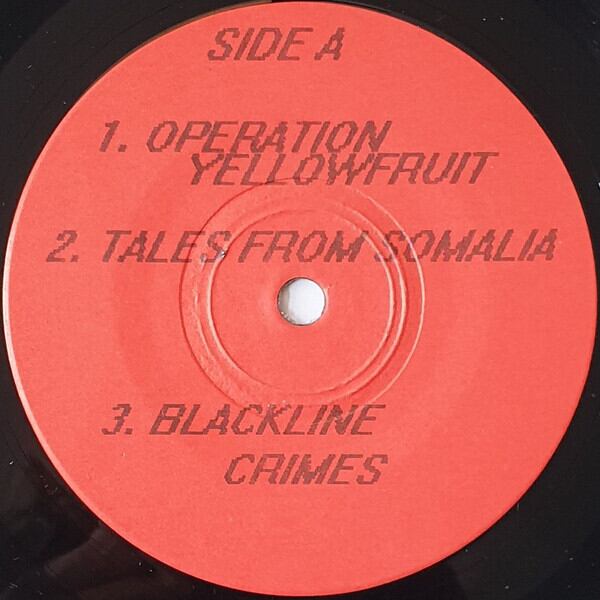 SIDE A
1. OPERATION
YELLOWFRUIT
2. TALES FROM SOMALIA
3. BLACKLINE
CRIMES